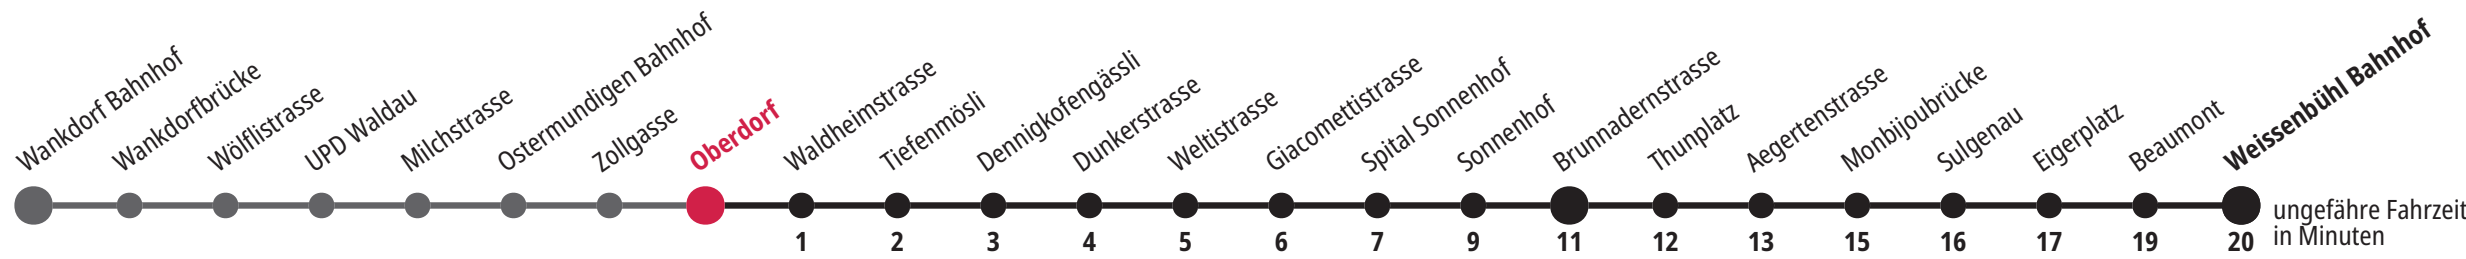 Wankdorf Bahnhof
Wankdorfbrücke
Wölflistrasse
UPD Waldau
Milchstrasse
Ostermundigen Bahnhof
Zollgasse
Oberdorf
Waldheimstrasse
Tiefenmösli
Dennigkofengässli
Dunkerstrasse
Weltistrasse
Giacomettistrasse
Spital Sonnenhof
Sonnenhof
Brunnadernstrasse
Thunplatz
Aegertenstrasse
Monbijoubrücke
Sulgenau
Eigerplatz
Beaumont
Weissenbühl Bahnhof
1 2 3 4 5 6 7 9 11 12 13 15 16 17 19 20
ungefähre Fahrzeit
in Minuten